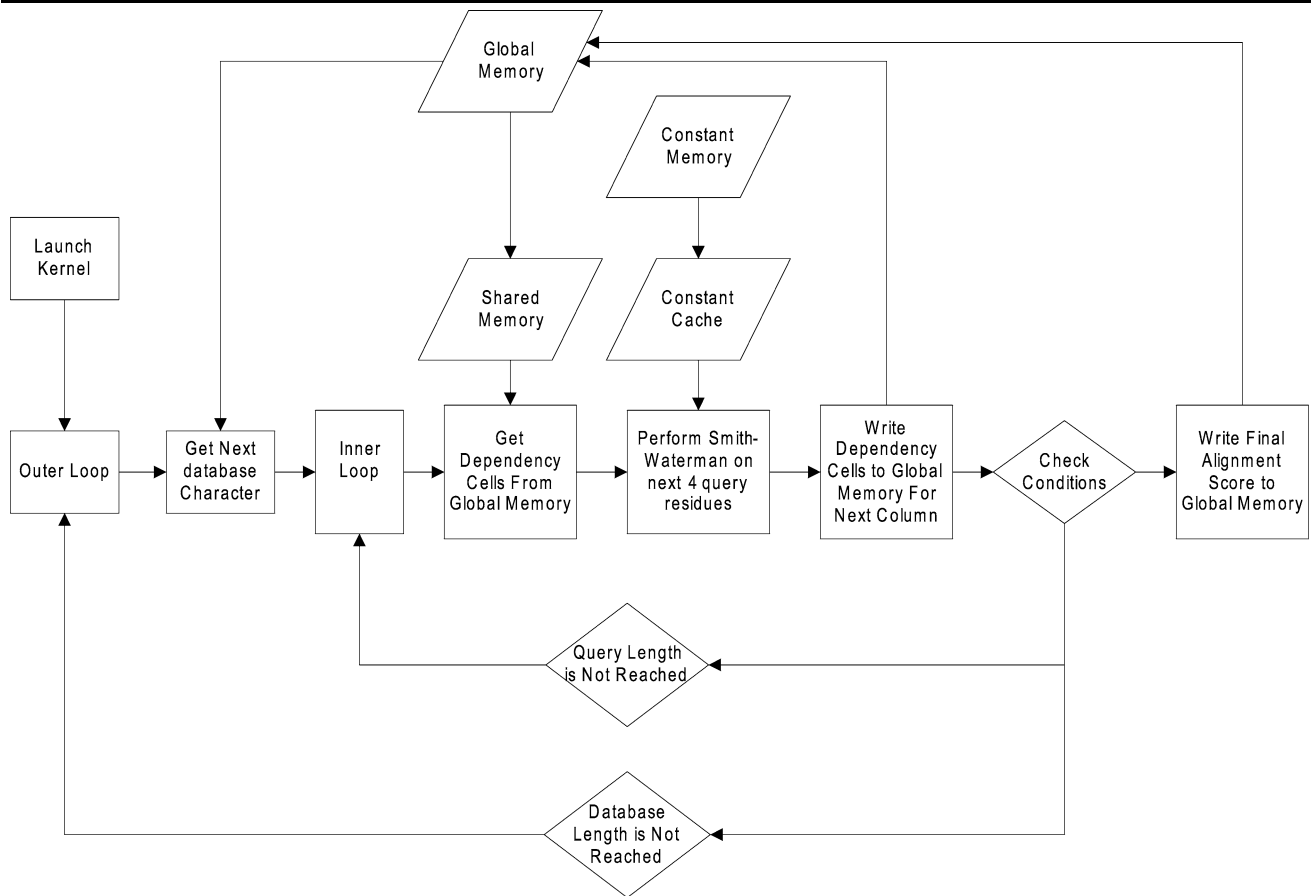 Global
Memory
Constant
Memory
Launch
Kernel
Shared
Memory
Constant
Cache
Outer Loop
Get Next
database
Character
Inner
Loop
Get
Dependency
Cells From
Global Memory
Perform Smith-
Waterman on
next 4 query
residues
Write
Dependency
Cells to Global
Memory For
Next Column
Check
Conditions
Write Final
Alignment
Score to
Global Memory
Query Length
is Not Reached
Database
Length is Not
Reached